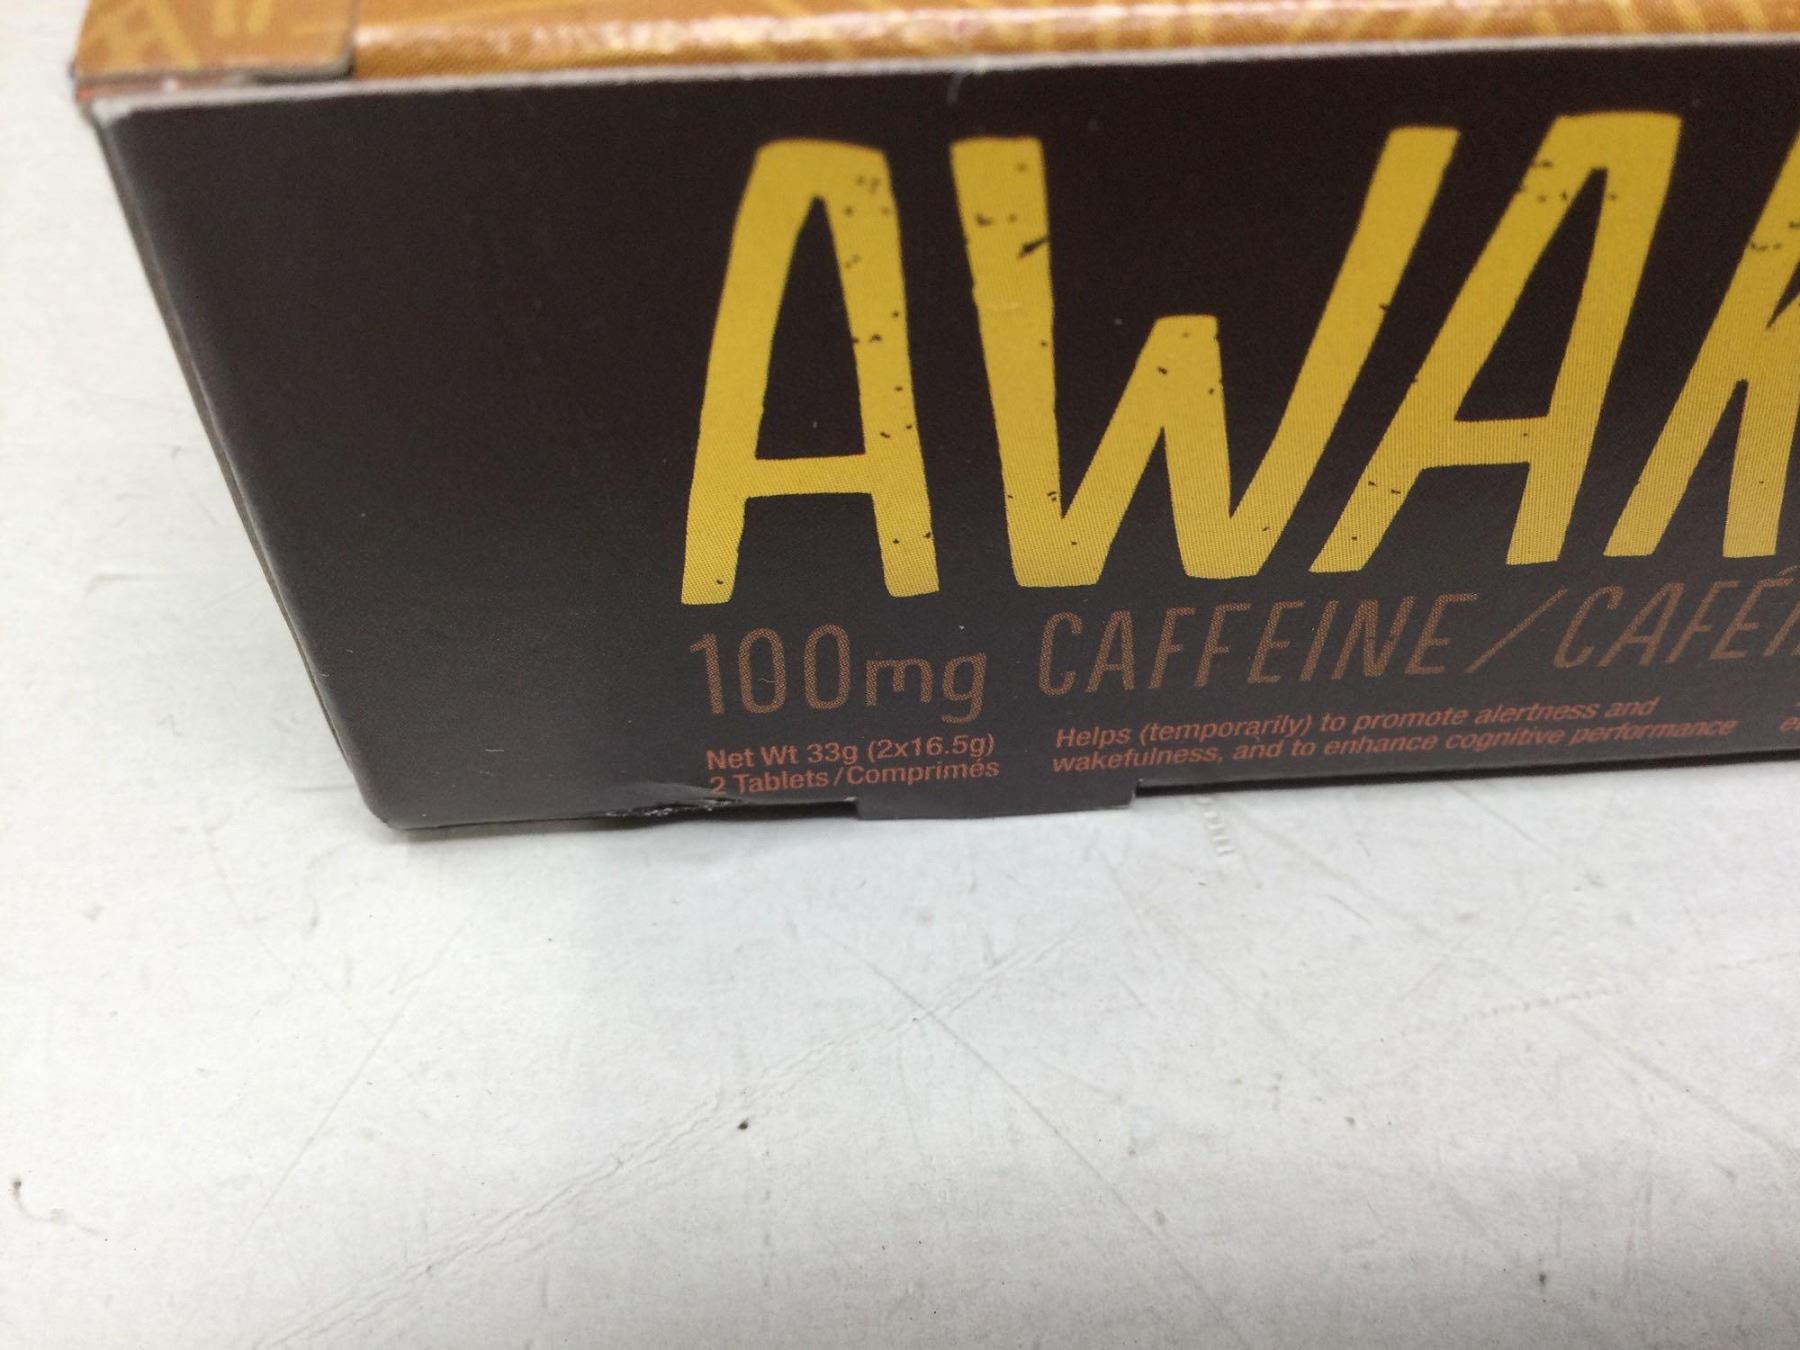 AWAK
100mg CAFFEINE/CAFÉI
Net Wt 33g (2x16.5g)
2 Tablets/Comprimés
Helps (temporarily) to promote alertness and
wakefulness, and to enhance cognitive performance